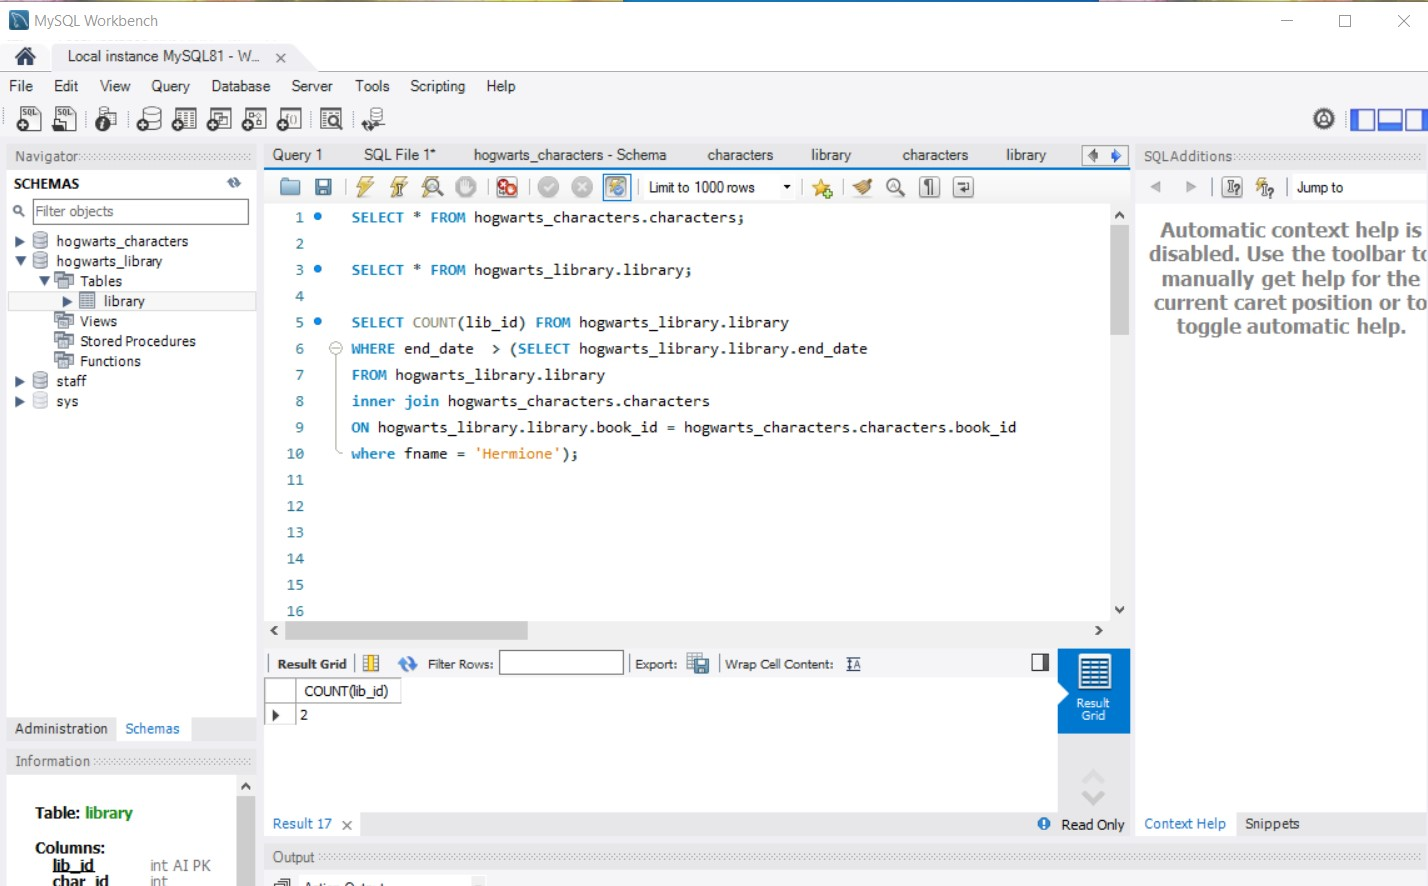 MySQL Workbench
Local instance MySQL81 - W...
File Edit View Query Database Server Tools Scripting Help
Navigator
SCHEMAS
Filter objects
hogwarts_characters
hogwarts_library
Tables
library
Views
Stored Procedures
Functions
staff
sys
Administration Schemas
Information
Table: library
Columns:
lib_id int AI PK
char_id int
Query 1 SQL File 1* hogwarts_characters - Schema characters library characters library
Limit to 1000 rows
1 SELECT * FROM hogwarts_characters.characters;
2
3 SELECT * FROM hogwarts_library.library;
4
5 SELECT COUNT(lib_id) FROM hogwarts_library.library
6 WHERE end_date > (SELECT hogwarts_library.library.end_date
7 FROM hogwarts_library.library
8 inner join hogwarts_characters.characters
9 ON hogwarts_library.library.book_id = hogwarts_characters.characters.book_id
10 where fname = 'Hermione');
11
12
13
14
15
16
Result Grid Filter Rows: Export: Wrap Cell Content:
COUNT(lib_id)
2
Result
Grid
Result 17 Read Only
Output
Action Output
SQLAdditions
Jump to
Automatic context help is
disabled. Use the toolbar to
manually get help for the
current caret position or to
toggle automatic help.
Context Help Snippets